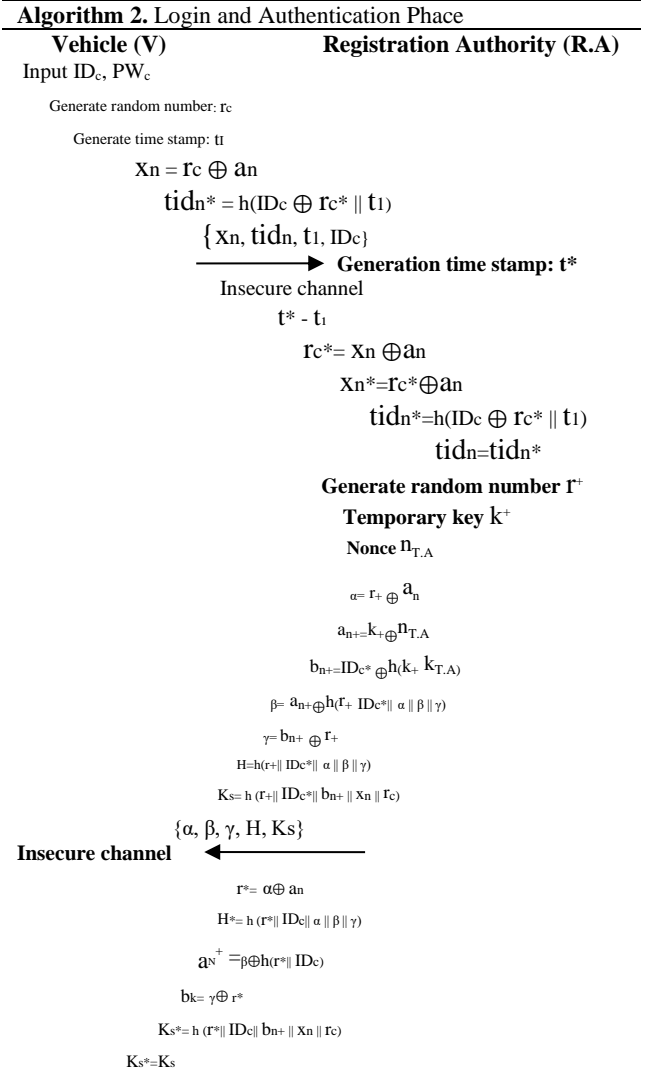 Algorithm 2. Login and Authentication Phace
Vehicle (V) Registration Authority (R.A)
Input IDc, PWc
Generate random number: rc
Generate time stamp: tI
xn = rc ⊕ an
tidn* = h(IDc ⊕ rc* || t1)
{xn, tidn, t1, IDc}
Generation time stamp: t*
Insecure channel
t* - t1
rc*= xn ⊕an
xn*=rc*⊕an
tidn*=h(IDc ⊕ rc* || t1)
tidn=tidn*
Generate random number r+
Temporary key k+
Nonce nT.A
α= r+ ⊕ an
an+=k+⊕nT.A
bn+=IDc* ⊕h(k+ kT.A)
β= an+⊕h(r+ IDc*|| α || β || γ)
γ= bn+ ⊕ r+
H=h(r+|| IDc*|| α || β || γ)
Ks= h (r+|| IDc*|| bn+ || xn || rc)
{α, β, γ, H, Ks}
Insecure channel
r*= α⊕ an
H*= h (r*|| IDc|| α || β || γ)
aN+ =β⊕h(r*|| IDc)
bk= γ⊕ r*
Ks*= h (r*|| IDc|| bn+ || xn || rc)
Ks*=Ks